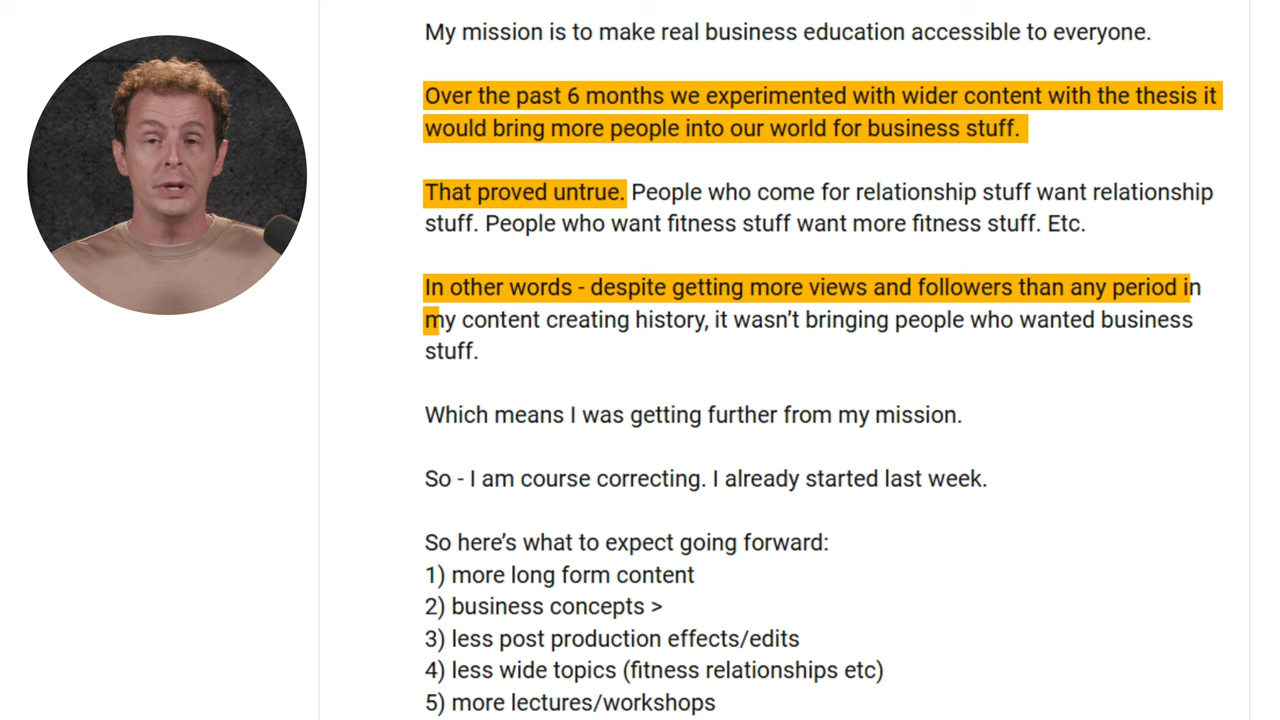 My mission is to make real business education accessible to everyone.
Over the past 6 months we experimented with wider content with the thesis it
would bring more people into our world for business stuff.
That proved untrue. People who come for relationship stuff want relationship
stuff. People who want fitness stuff want more fitness stuff. Etc.
In other words - despite getting more views and followers than any period in
my content creating history, it wasn’t bringing people who wanted business
stuff.
Which means I was getting further from my mission.
So - I am course correcting. I already started last week.
So here’s what to expect going forward:
1) more long form content
2) business concepts >
3) less post production effects/edits
4) less wide topics (fitness relationships etc)
5) more lectures/workshops